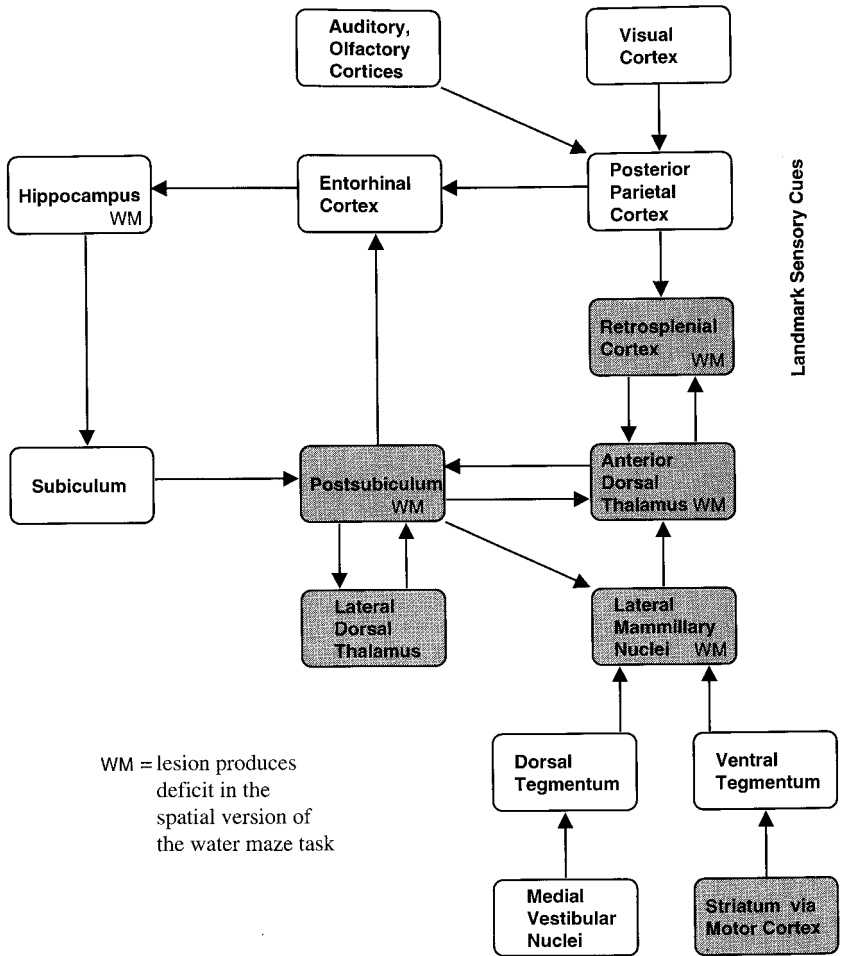 Auditory,
Olfactory
Cortices
Visual
Cortex
Hippocampus
WM
Entorhinal
Cortex
Posterior
Parietal
Cortex
Landmark Sensory Cues
Retrosplenial
Cortex WM
Subiculum
Postsubiculum
WM
Anterior
Dorsal
Thalamus WM
Lateral
Dorsal
Thalamus
Lateral
Mammillary
Nuclei WM
WM = lesion produces
deficit in the
spatial version of
the water maze task
Dorsal
Tegmentum
Ventral
Tegmentum
Medial
Vestibular
Nuclei
Striatum via
Motor Cortex